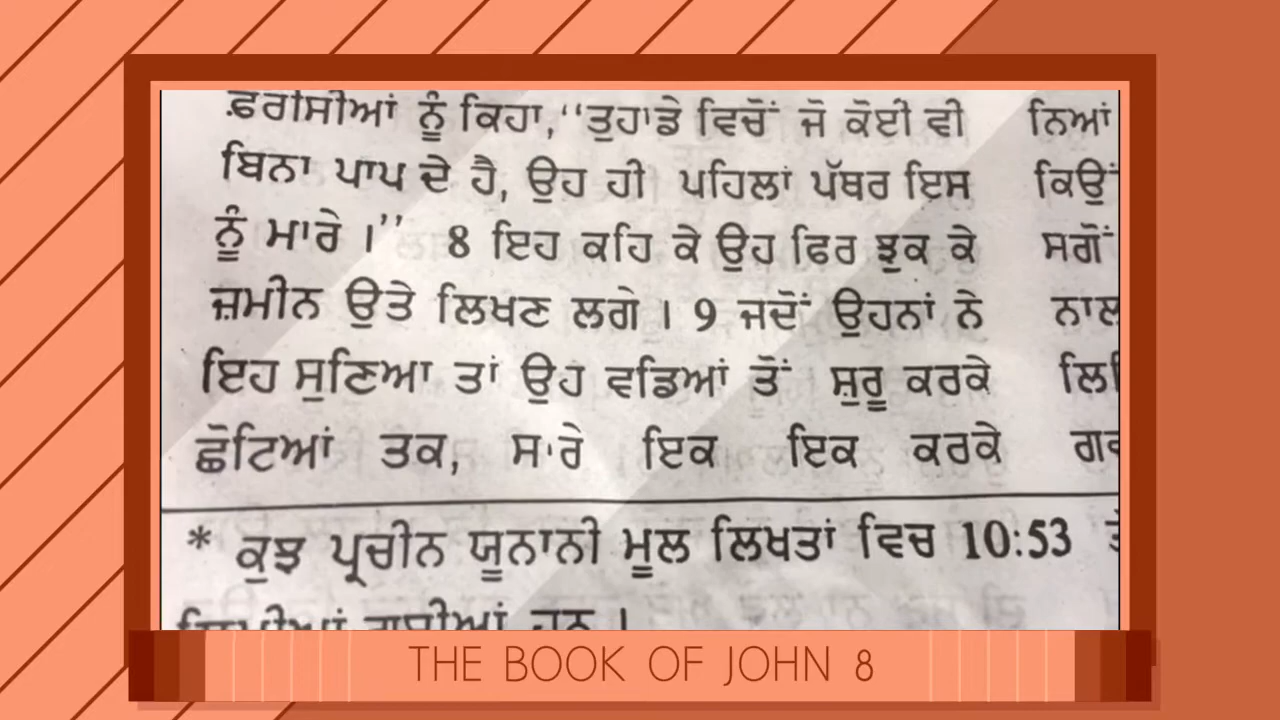 ਫ਼ਰੀਸੀਆਂ ਨੂੰ ਕਿਹਾ, ‘‘ਤੁਹਾਡੇ ਵਿਚੋਂ ਜੋ ਕੋਈ ਵੀ
ਬਿਨਾ ਪਾਪ ਦੇ ਹੈ, ਉਹ ਹੀ ਪਹਿਲਾਂ ਪੱਥਰ ਇਸ
ਨੂੰ ਮਾਰੇ ।’’ 8 ਇਹ ਕਹਿ ਕੇ ਉਹ ਫਿਰ ਝੁਕ ਕੇ
ਜ਼ਮੀਨ ਉਤੇ ਲਿਖਣ ਲਗੇ । 9 ਜਦੋਂ ਉਹਨਾਂ ਨੇ
ਇਹ ਸੁਣਿਆ ਤਾਂ ਉਹ ਵਡਿਆਂ ਤੋਂ ਸ਼ੁਰੂ ਕਰਕੇ
ਛੋਟਿਆਂ ਤਕ, ਸਾਰੇ ਇਕ ਇਕ ਕਰਕੇ
ਨਿਆਂ
ਕਿਉਂ
ਸਗੋਂ
ਨਾਲ
* ਕੁਝ ਪ੍ਰਚੀਨ ਯੂਨਾਨੀ ਮੂਲ ਲਿਖਤਾਂ ਵਿਚ 10:53
THE BOOK OF JOHN 8